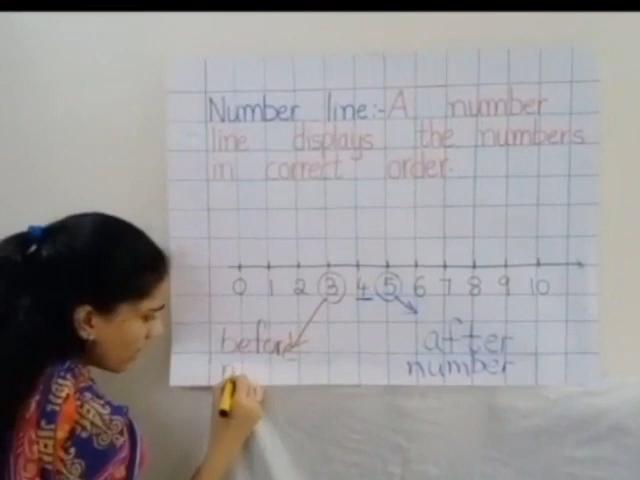 Number line:- A number
line displays the numbers
in correct order.
0 1 2 3 4 5 6 7 8 9 10
before after
n number